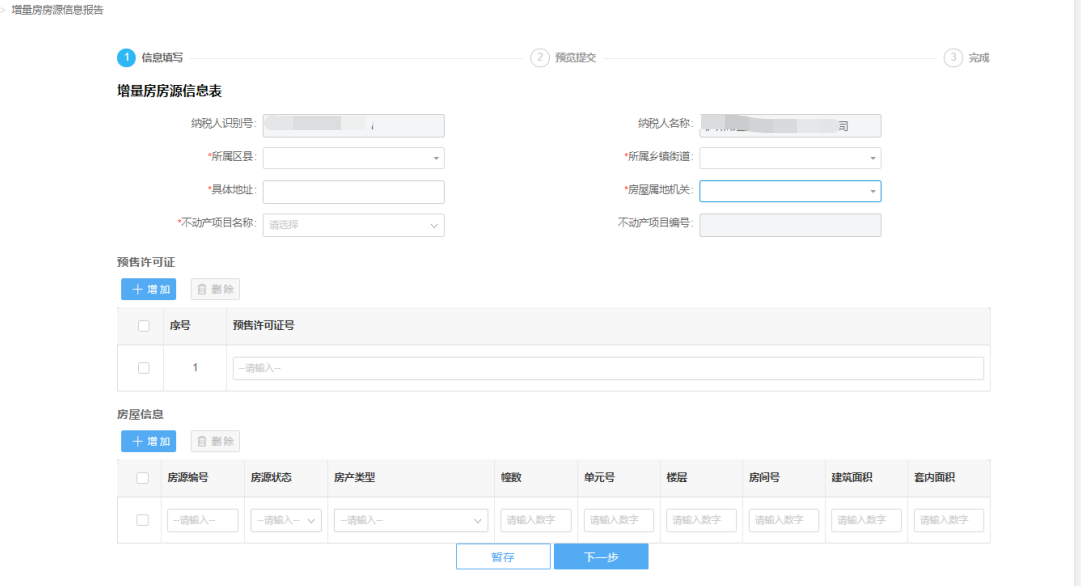 > 增量房房源信息报告
1 信息填写 2 预览提交 3 完成
增量房房源信息表
纳税人识别号: 纳税人名称: 司
*所属区县: *所属乡镇街道:
*具体地址: *房屋属地机关:
*不动产项目名称: 请选择 不动产项目编号:
预售许可证
+ 增加 删除
序号 预售许可证号
1 --请输入--
房屋信息
+ 增加 删除
房源编号 房源状态 房产类型 幢数 单元号 楼层 房间号 建筑面积 套内面积
--请输入-- --请输入-- --请输入-- 请输入数字 请输入数字 请输入数字 请输入数字 请输入数字 请输入数字
暂存 下一步